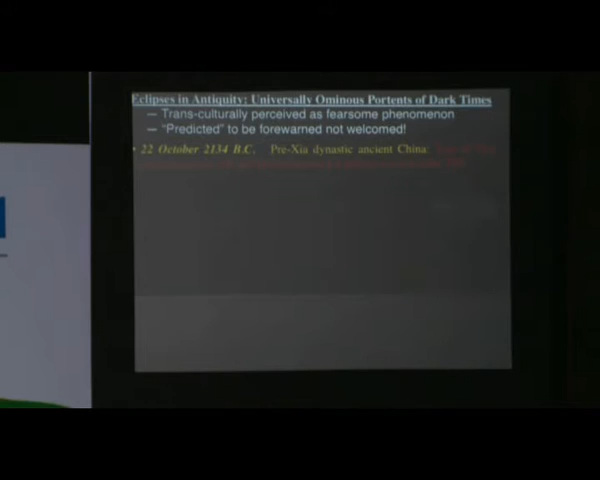 Eclipses in Antiquity: Universally Ominous Portents of Dark Times
— Trans-culturally perceived as fearsome phenomenon
— “Predicted” to be forewarned not welcomed!
• 22 October 2134 B.C. Pre-Xia dynastic ancient China: